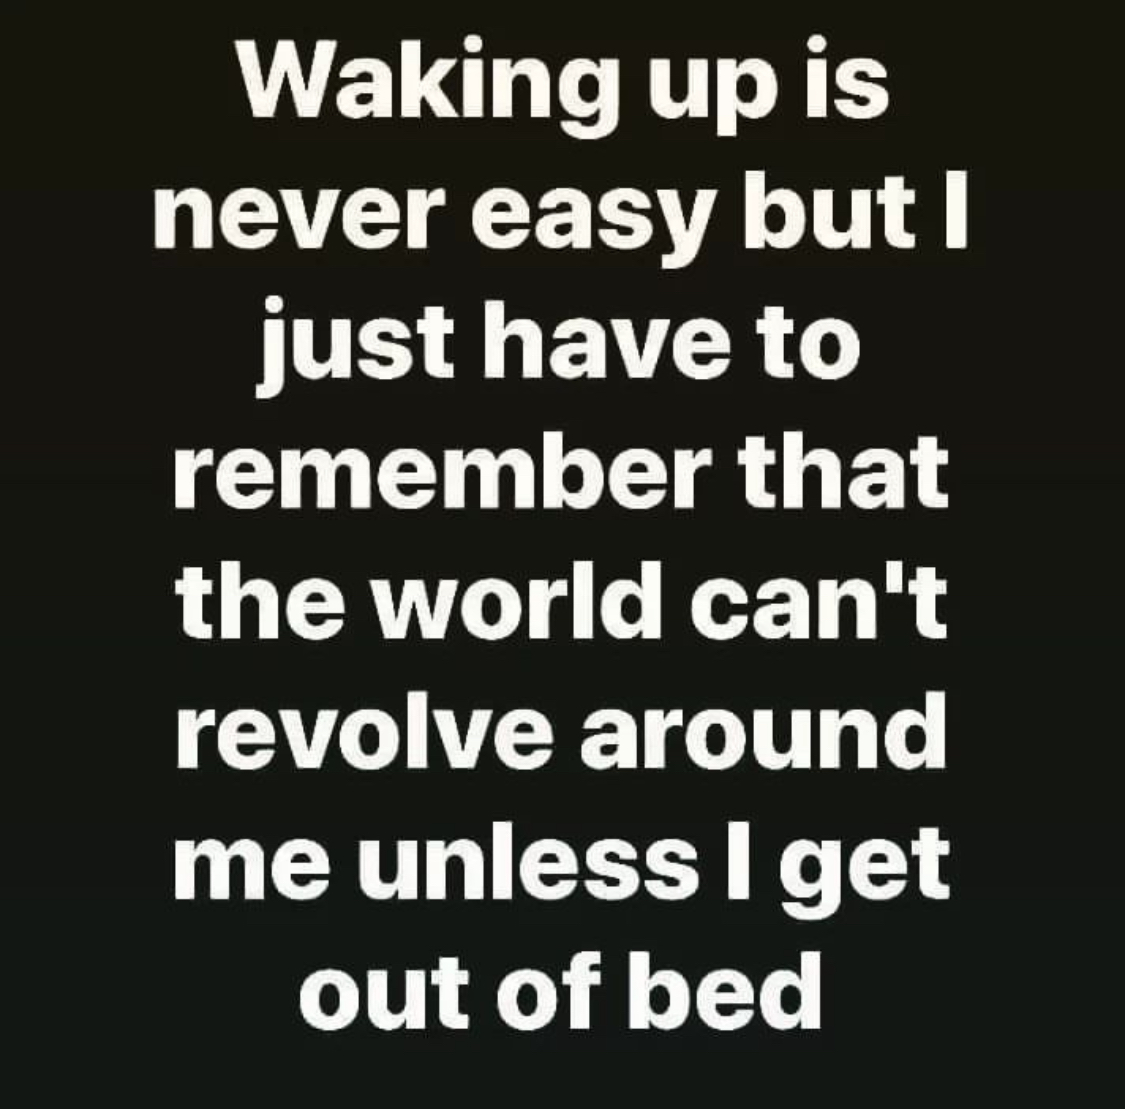 Waking up is
never easy but I
just have to
remember that
the world can't
revolve around
me unless I get
out of bed